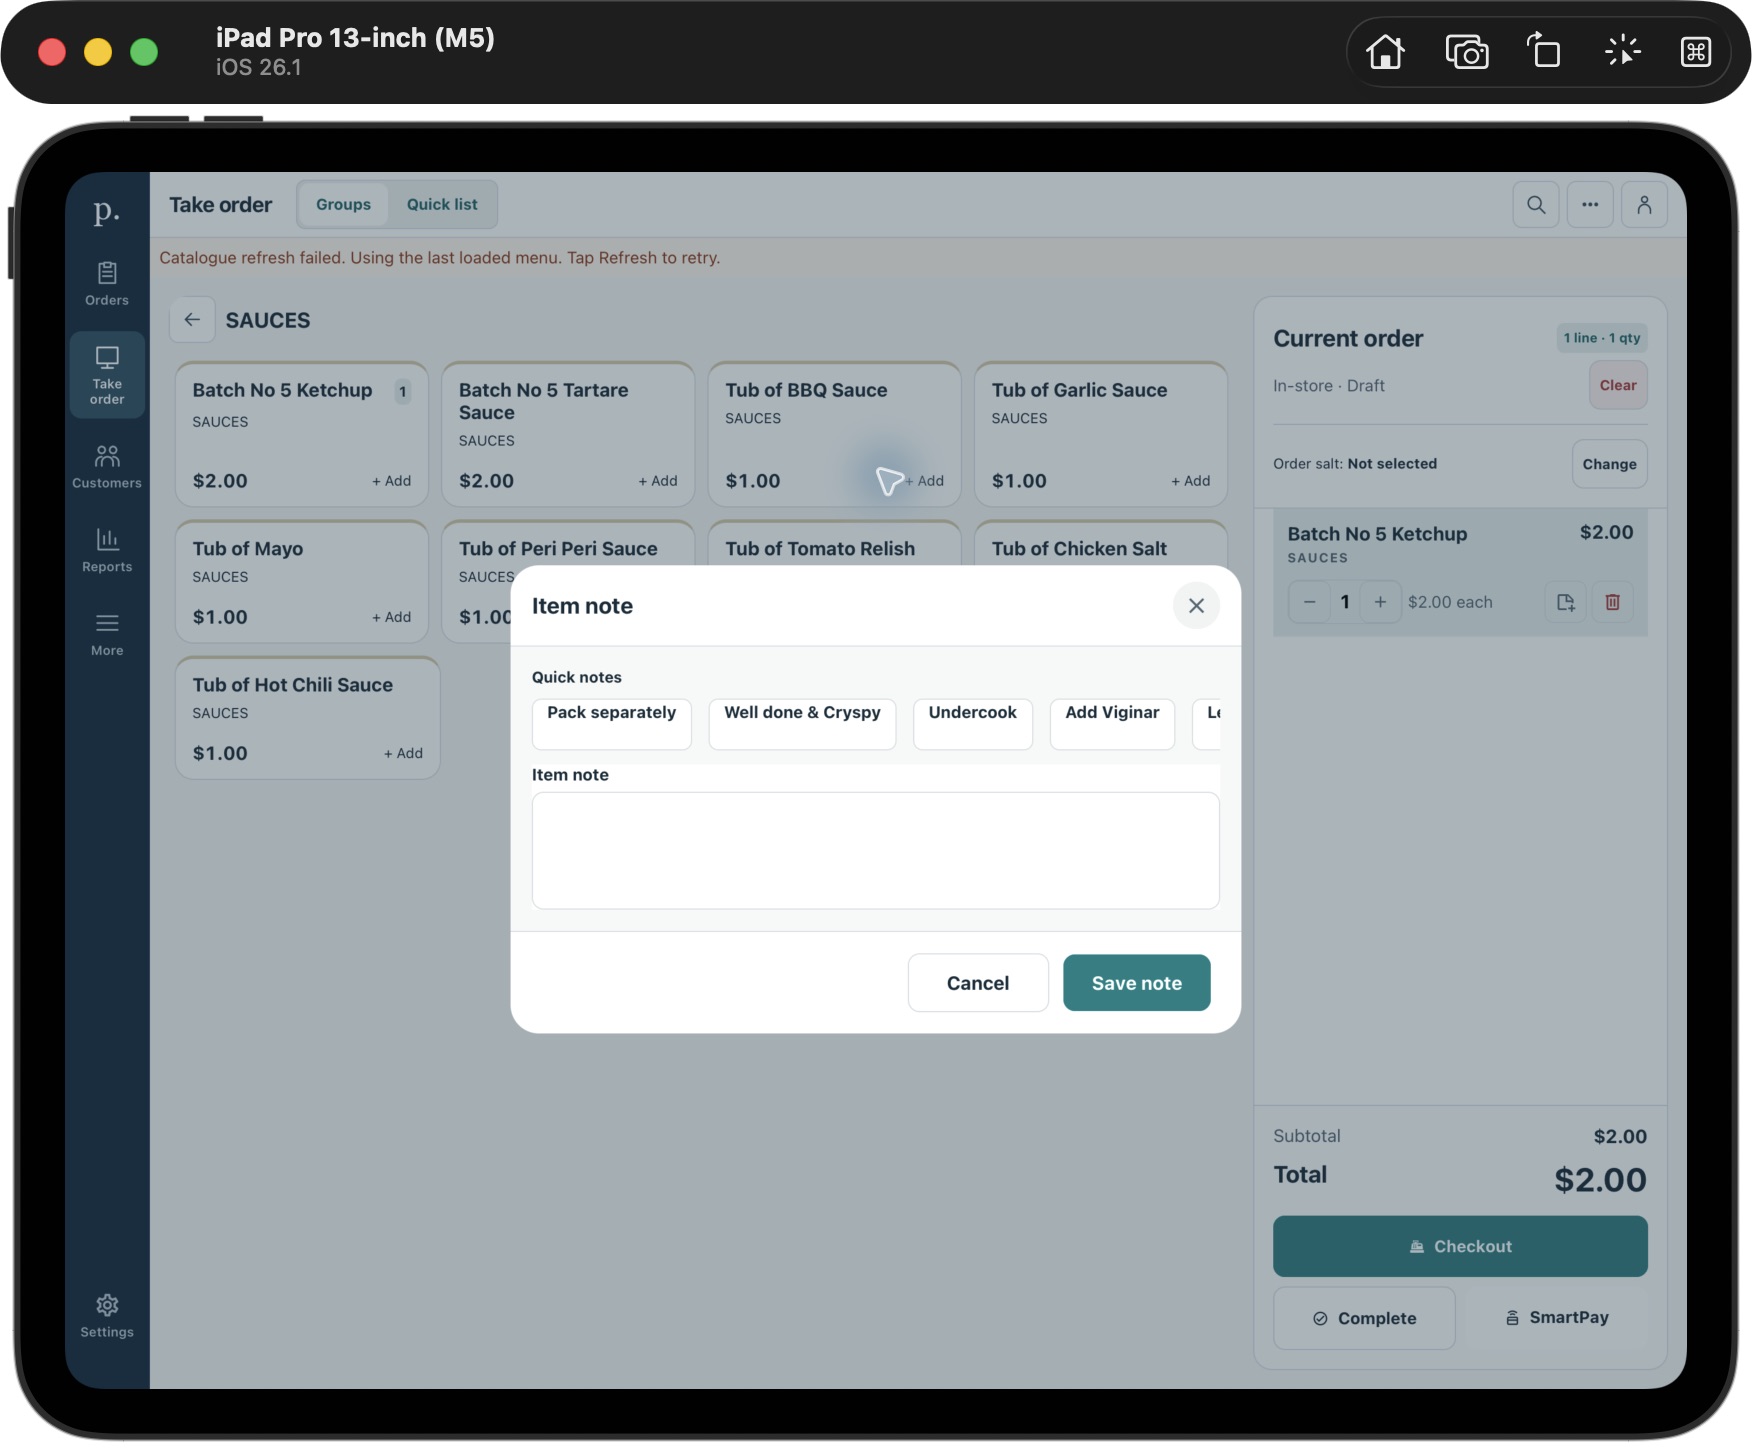 iPad Pro 13-inch (M5)
iOS 26.1
p.
Orders
Take
order
Customers
Reports
More
Settings
Take order
Groups
Quick list
Catalogue refresh failed. Using the last loaded menu. Tap Refresh to retry.
SAUCES
Batch No 5 Ketchup
1
SAUCES
$2.00
+ Add
Batch No 5 Tartare
Sauce
SAUCES
$2.00
+ Add
Tub of BBQ Sauce
SAUCES
$1.00
+ Add
Tub of Garlic Sauce
SAUCES
$1.00
+ Add
Tub of Mayo
SAUCES
$1.00
+ Add
Tub of Peri Peri Sauce
SAUCES
$1.00
Tub of Tomato Relish
Tub of Chicken Salt
Tub of Hot Chili Sauce
SAUCES
$1.00
+ Add
Item note
Quick notes
Pack separately
Well done & Cryspy
Undercook
Add Viginar
Item note
Cancel
Save note
Current order
1 line · 1 qty
In-store · Draft
Clear
Order salt: Not selected
Change
Batch No 5 Ketchup
$2.00
SAUCES
− 1 +
$2.00 each
Subtotal
$2.00
Total
$2.00
Checkout
Complete
SmartPay